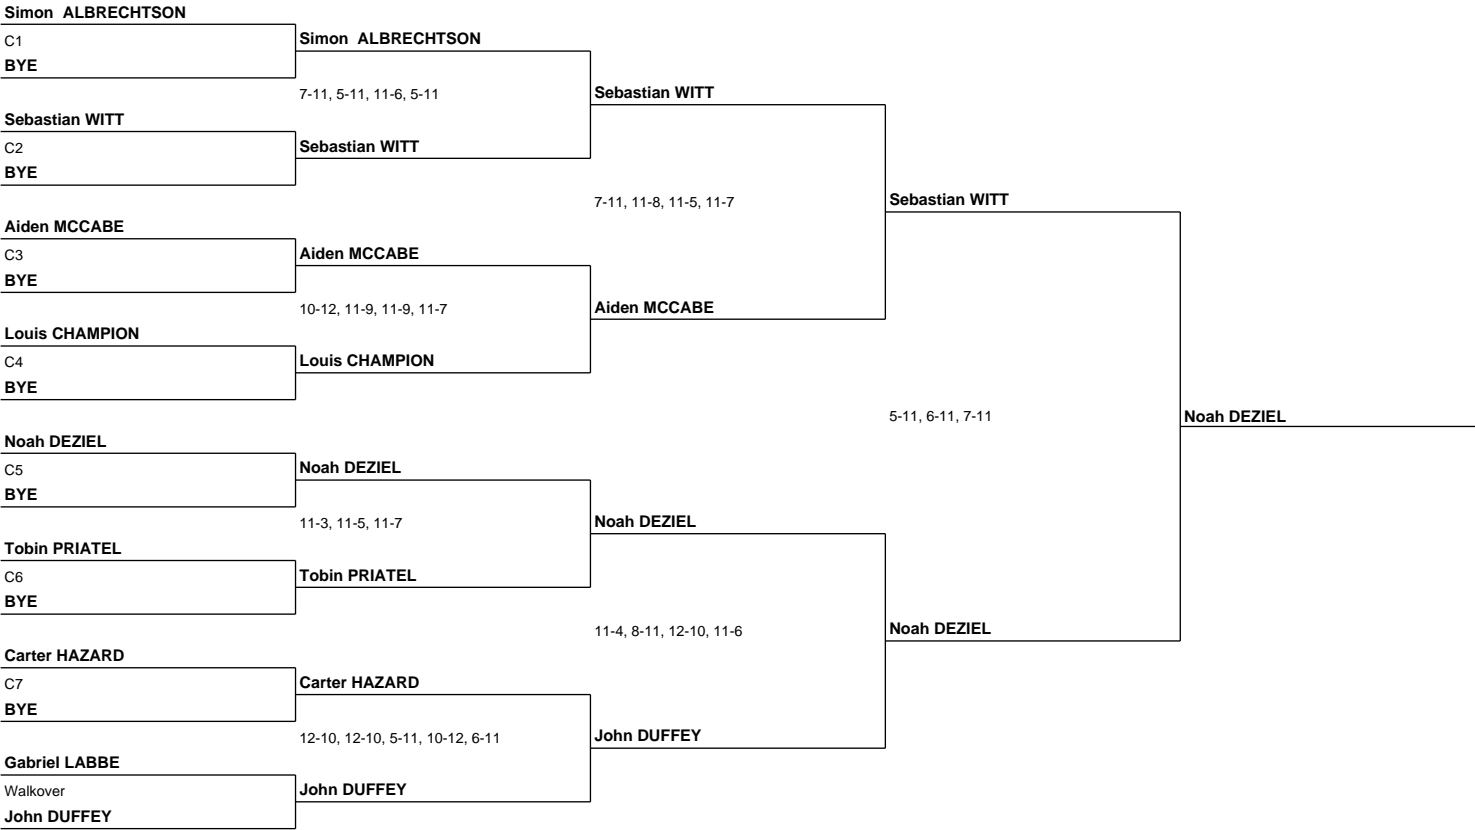 Simon  ALBRECHTSON
C1
BYE
Sebastian WITT
C2
BYE
Aiden MCCABE
C3
BYE
Louis CHAMPION
C4
BYE
Noah DEZIEL
C5
BYE
Tobin PRIATEL
C6
BYE
Carter HAZARD
C7
BYE
Gabriel LABBE
Walkover
John DUFFEY
Simon  ALBRECHTSON
7-11, 5-11, 11-6, 5-11
Sebastian WITT
Aiden MCCABE
10-12, 11-9, 11-9, 11-7
Louis CHAMPION
Noah DEZIEL
11-3, 11-5, 11-7
Tobin PRIATEL
Carter HAZARD
12-10, 12-10, 5-11, 10-12, 6-11
John DUFFEY
Sebastian WITT
7-11, 11-8, 11-5, 11-7
Aiden MCCABE
Noah DEZIEL
11-4, 8-11, 12-10, 11-6
John DUFFEY
Sebastian WITT
5-11, 6-11, 7-11
Noah DEZIEL
Noah DEZIEL